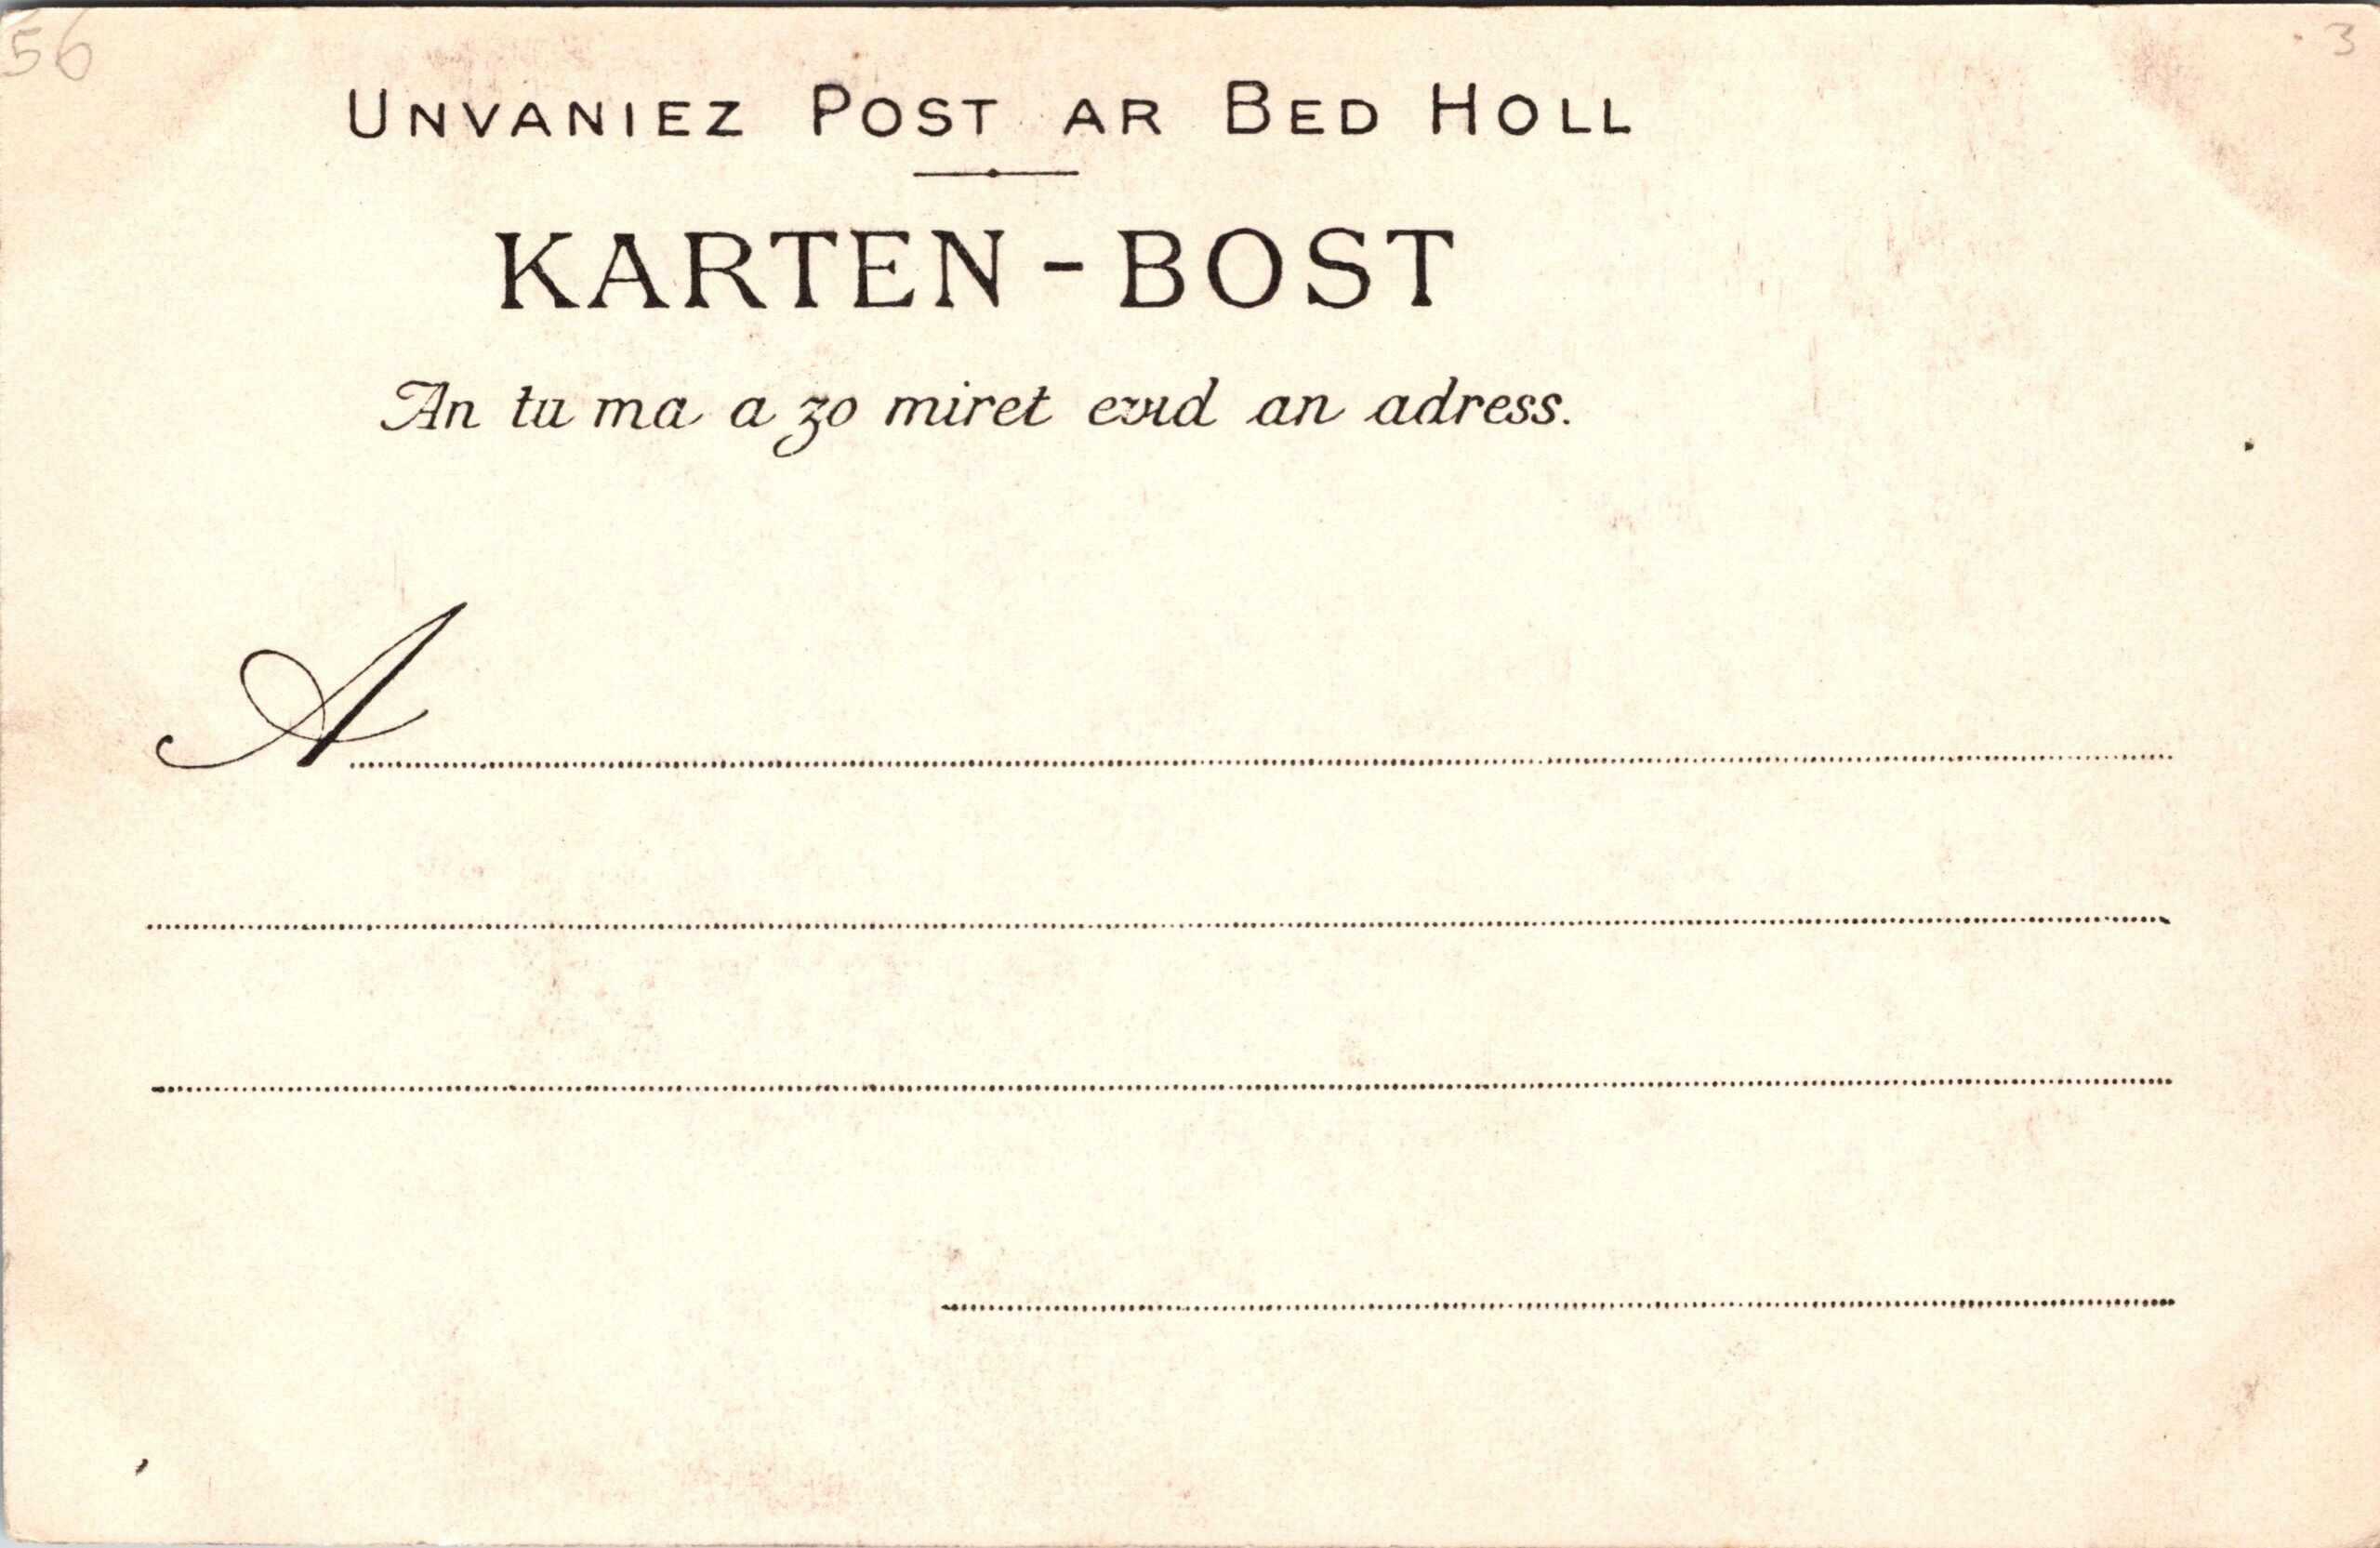 56
3
UNVANIEZ POST AR BED HOLL
KARTEN-BOST
An tu ma a zo miret evid an adress.
A